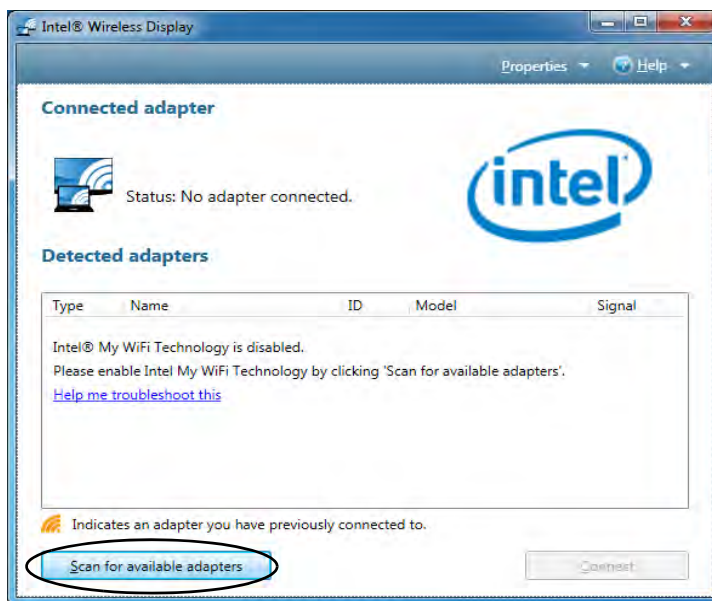 Intel® Wireless Display
Properties Help
Connected adapter
intel
Status: No adapter connected.
Detected adapters
Type Name ID Model Signal
Intel® My WiFi Technology is disabled.
Please enable Intel My WiFi Technology by clicking 'Scan for available adapters'.
Help me troubleshoot this
Indicates an adapter you have previously connected to.
Scan for available adapters Connect